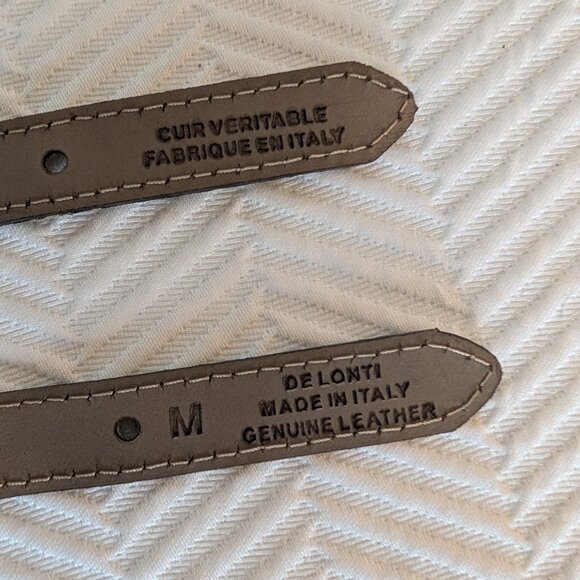 CUIR VERITABLE
FABRIQUE EN ITALY
M
DE LONTI
MADE IN ITALY
GENUINE LEATHER